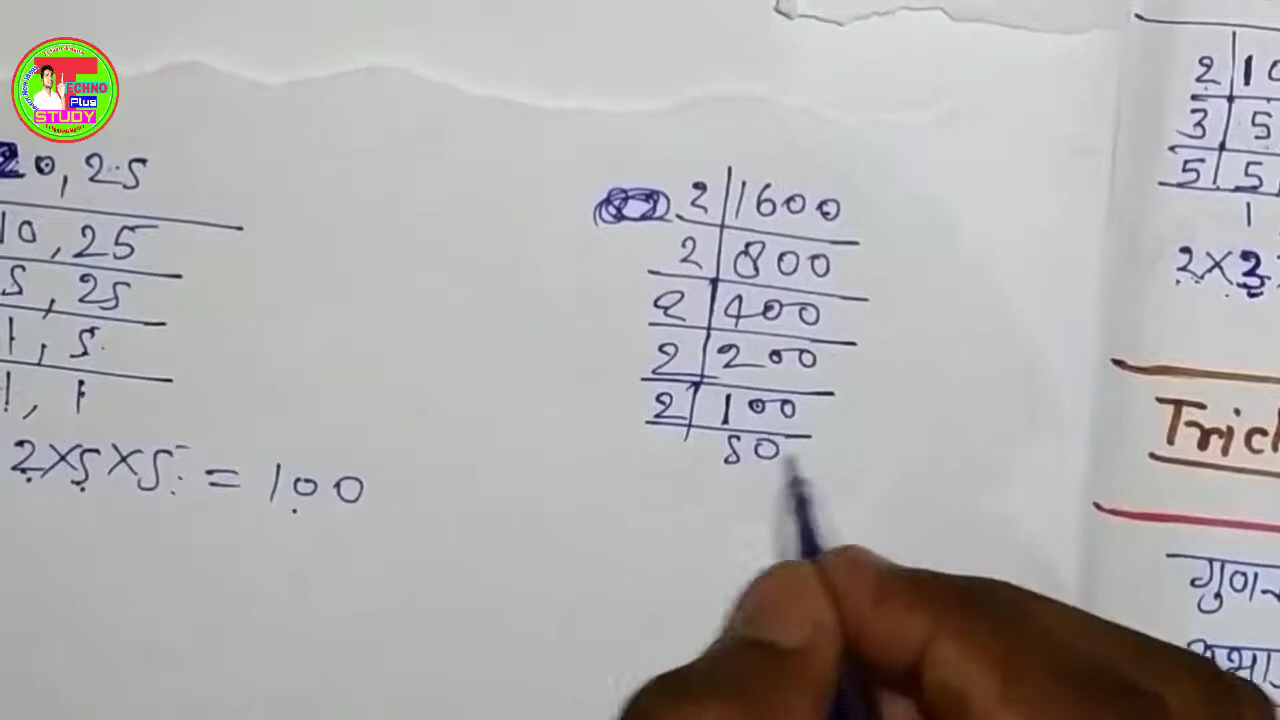 TECHNO
Plus
STUDY
20, 25
10, 25
5, 25
1, 5
1, 1
2×5×5 = 100
2 | 1600
2 | 800
2 | 400
2 | 200
2 | 100
50
2 | 10
3 | 5
5 | 5
1
2×3
Trick